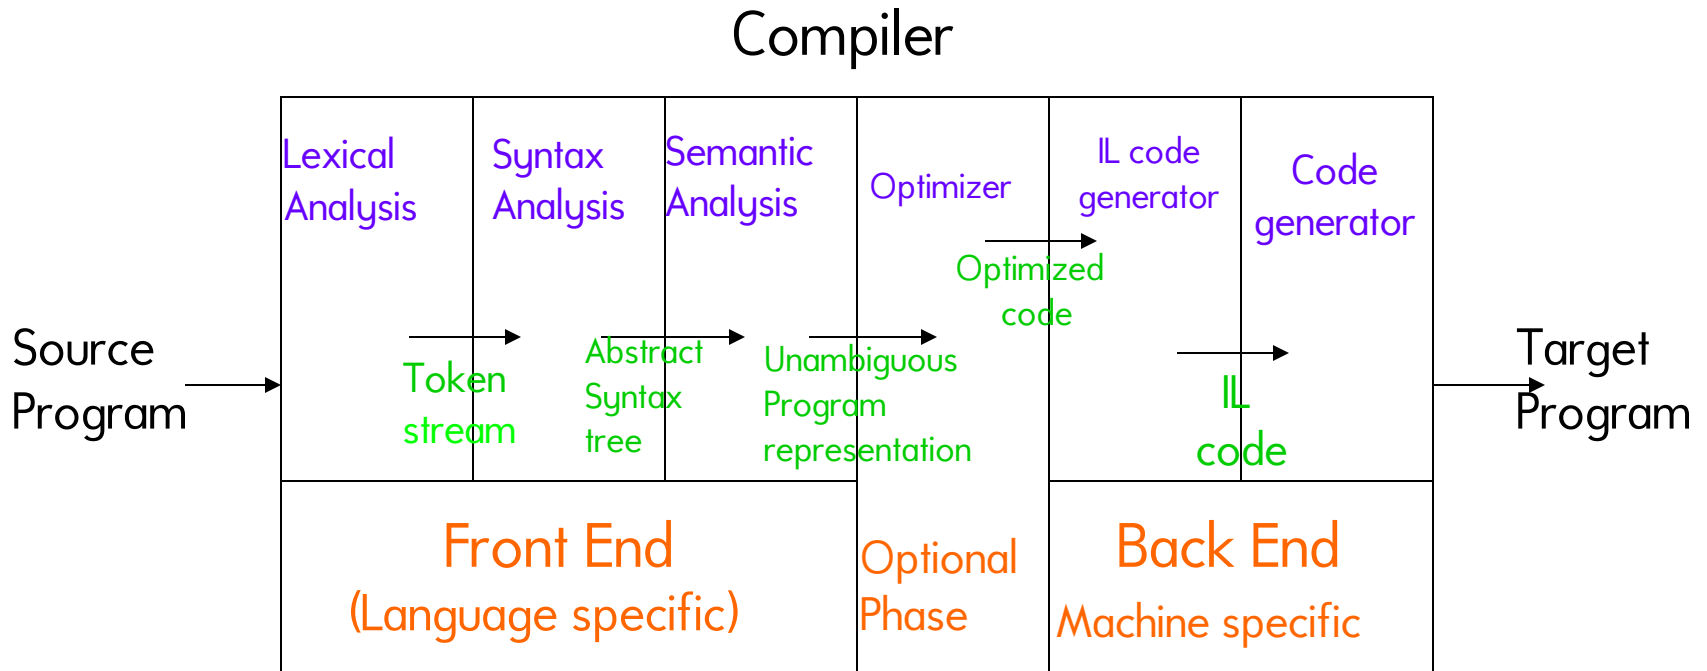 Compiler
Lexical
Analysis
Syntax
Analysis
Semantic
Analysis
Optimizer
IL code
generator
Code
generator
Source
Program
Token
stream
Abstract
Syntax
tree
Unambiguous
Program
representation
Optimized
code
IL
code
Target
Program
Front End
(Language specific)
Optional
Phase
Back End
Machine specific